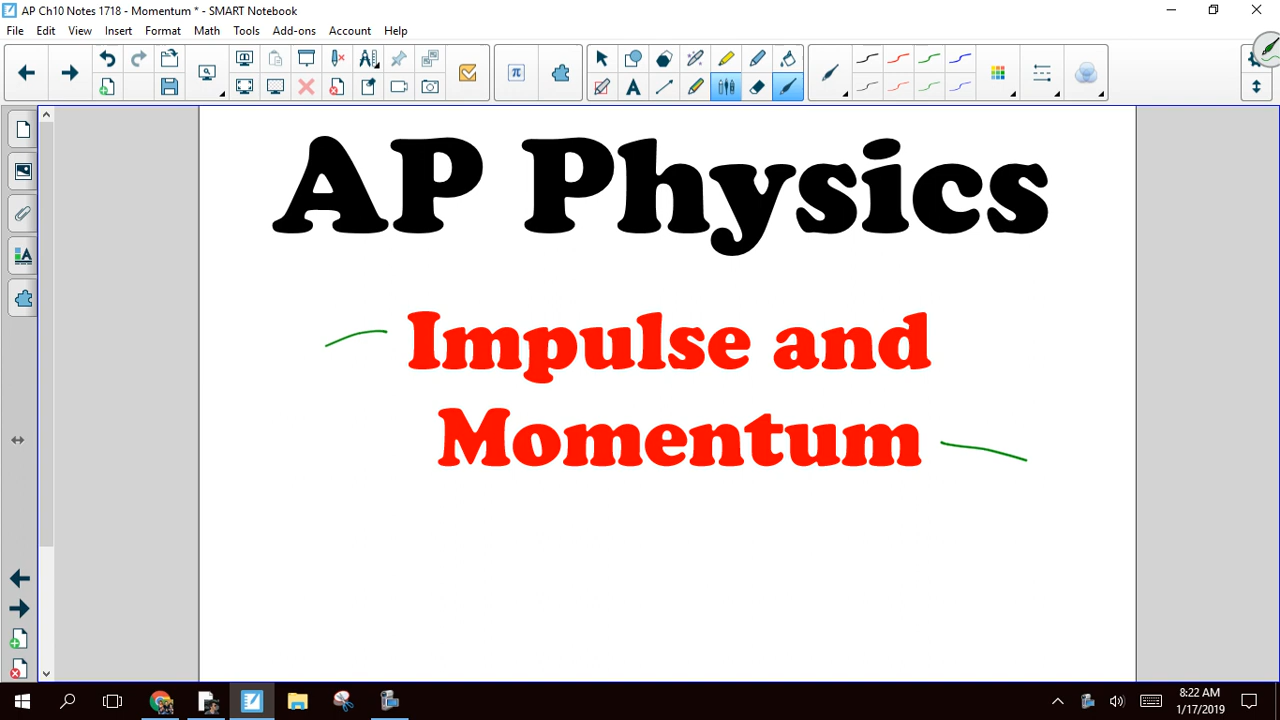 AP Ch10 Notes 1718 - Momentum * - SMART Notebook
File Edit View Insert Format Math Tools Add-ons Account Help
AP Physics
Impulse and
Momentum
8:22 AM
1/17/2019